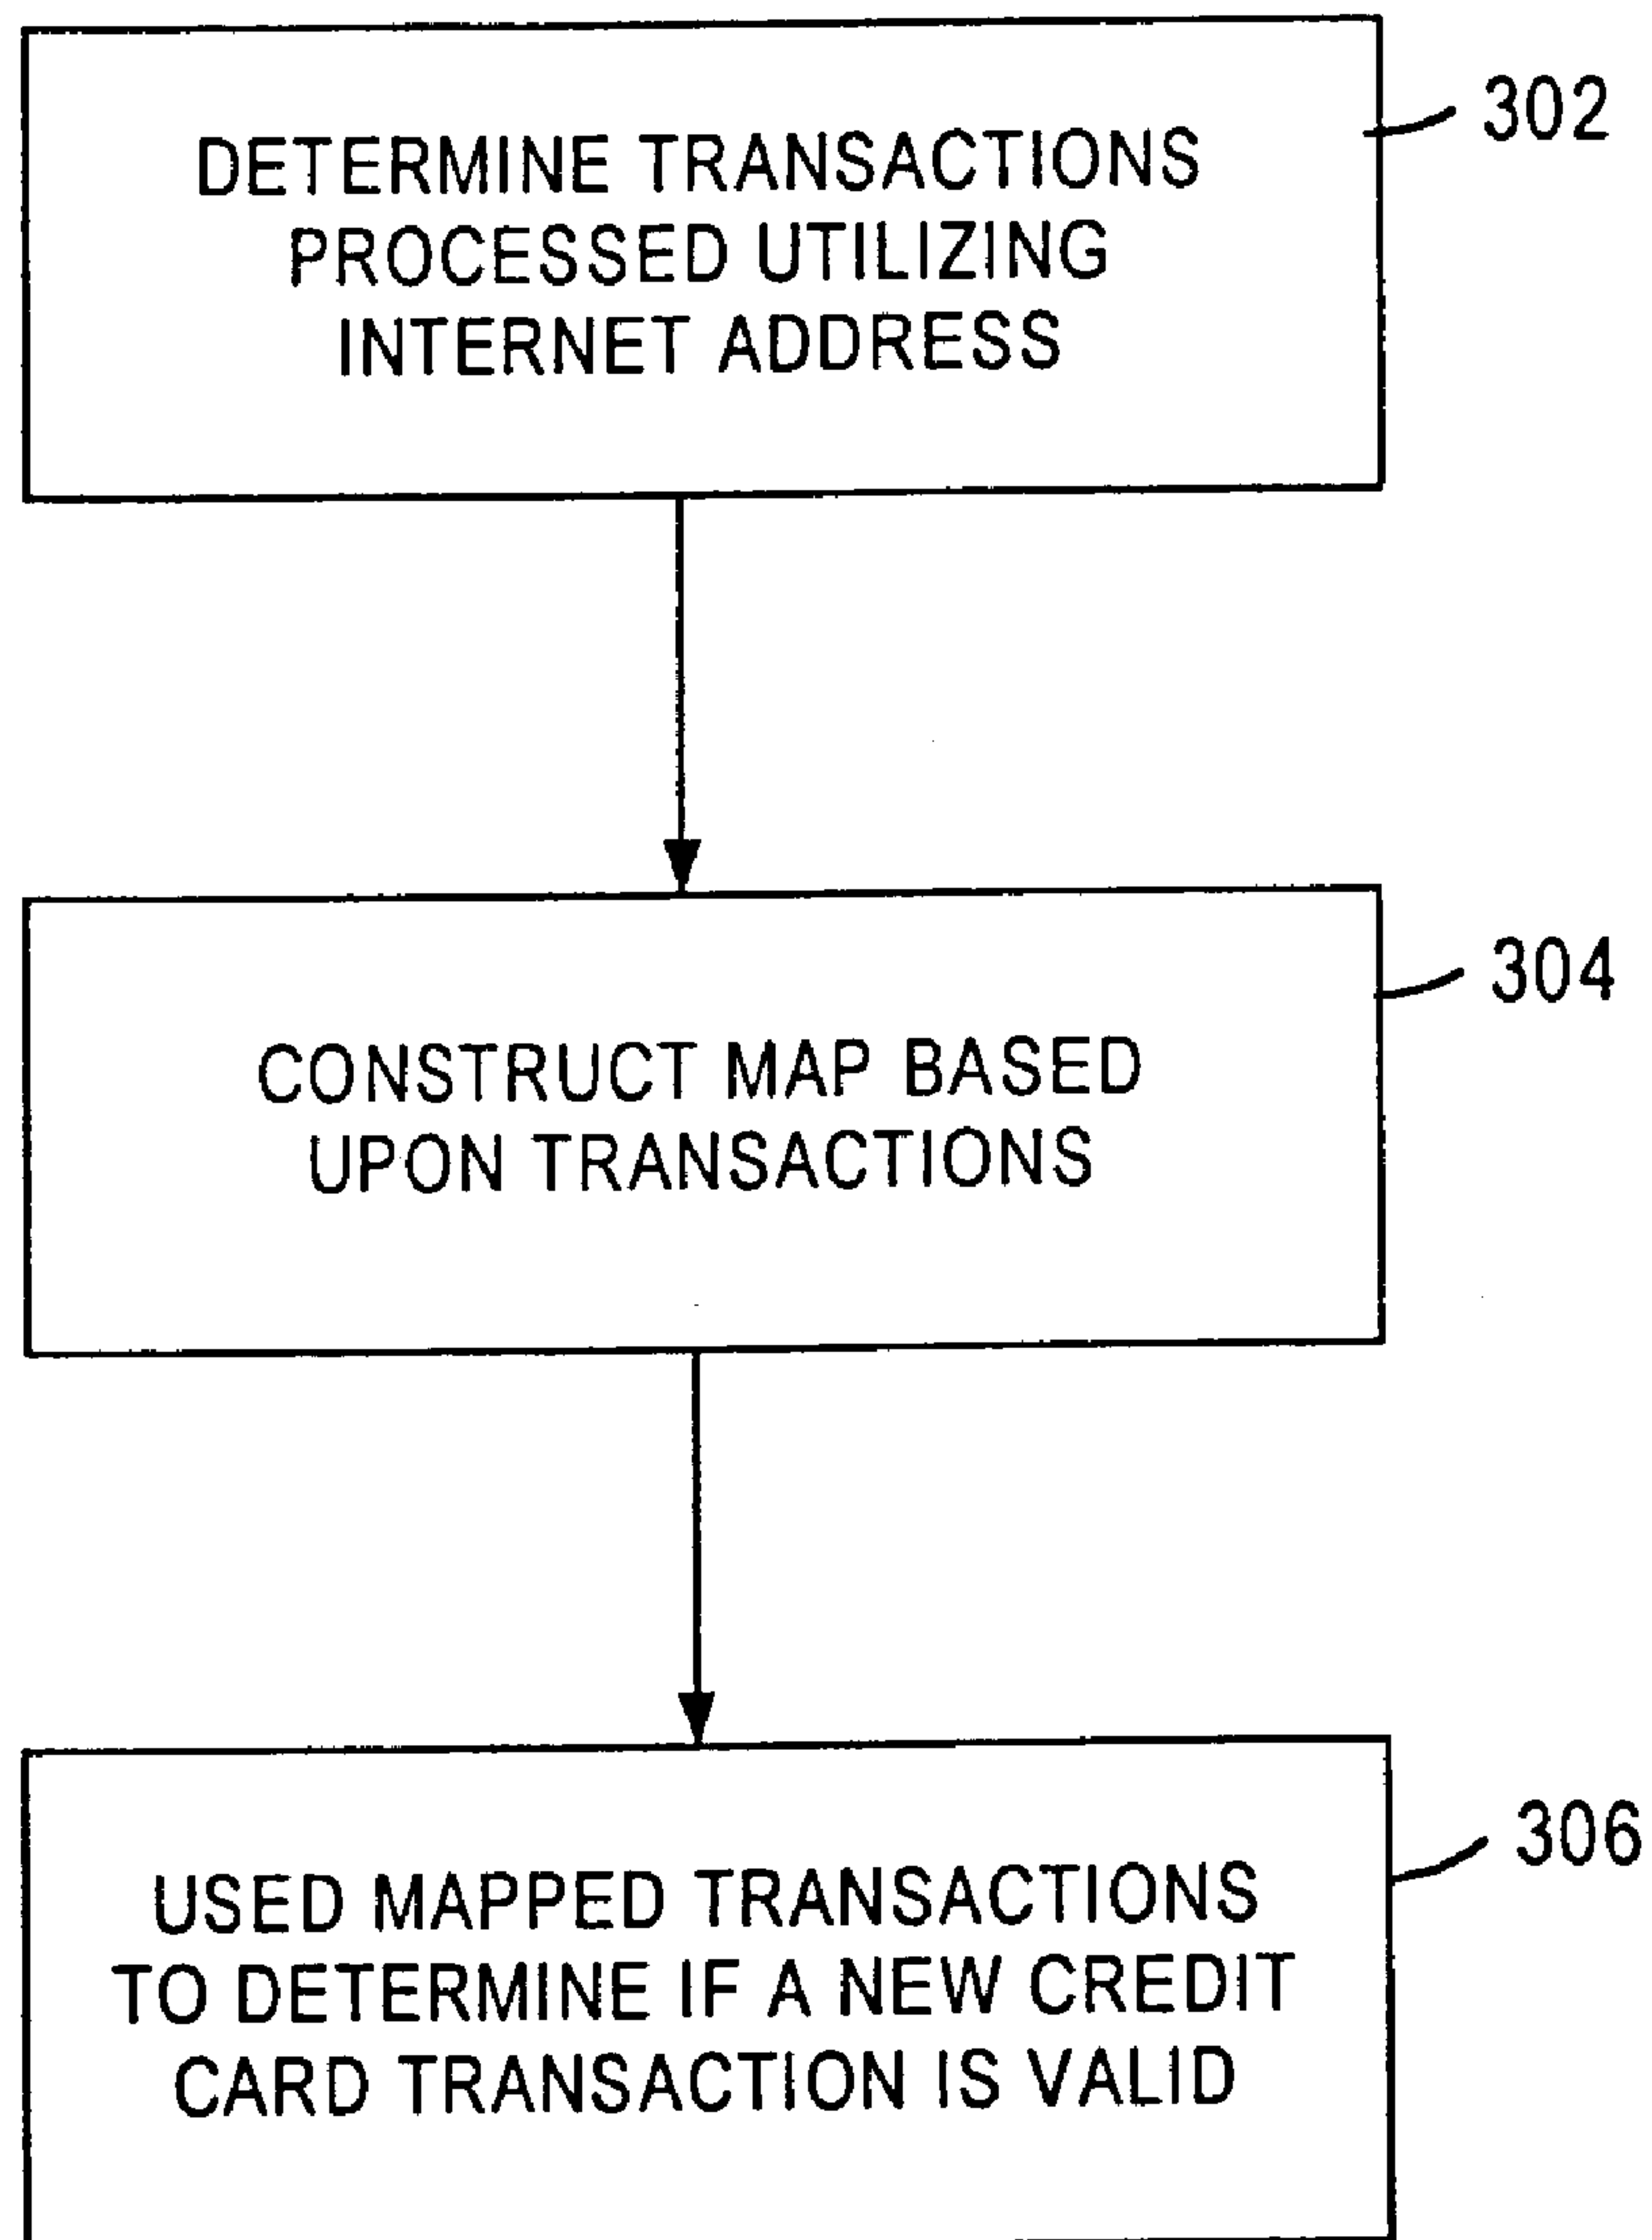 302
DETERMINE TRANSACTIONS
PROCESSED UTILIZING
INTERNET ADDRESS
304
CONSTRUCT MAP BASED
UPON TRANSACTIONS
306
USED MAPPED TRANSACTIONS
TO DETERMINE IF A NEW CREDIT
CARD TRANSACTION IS VALID